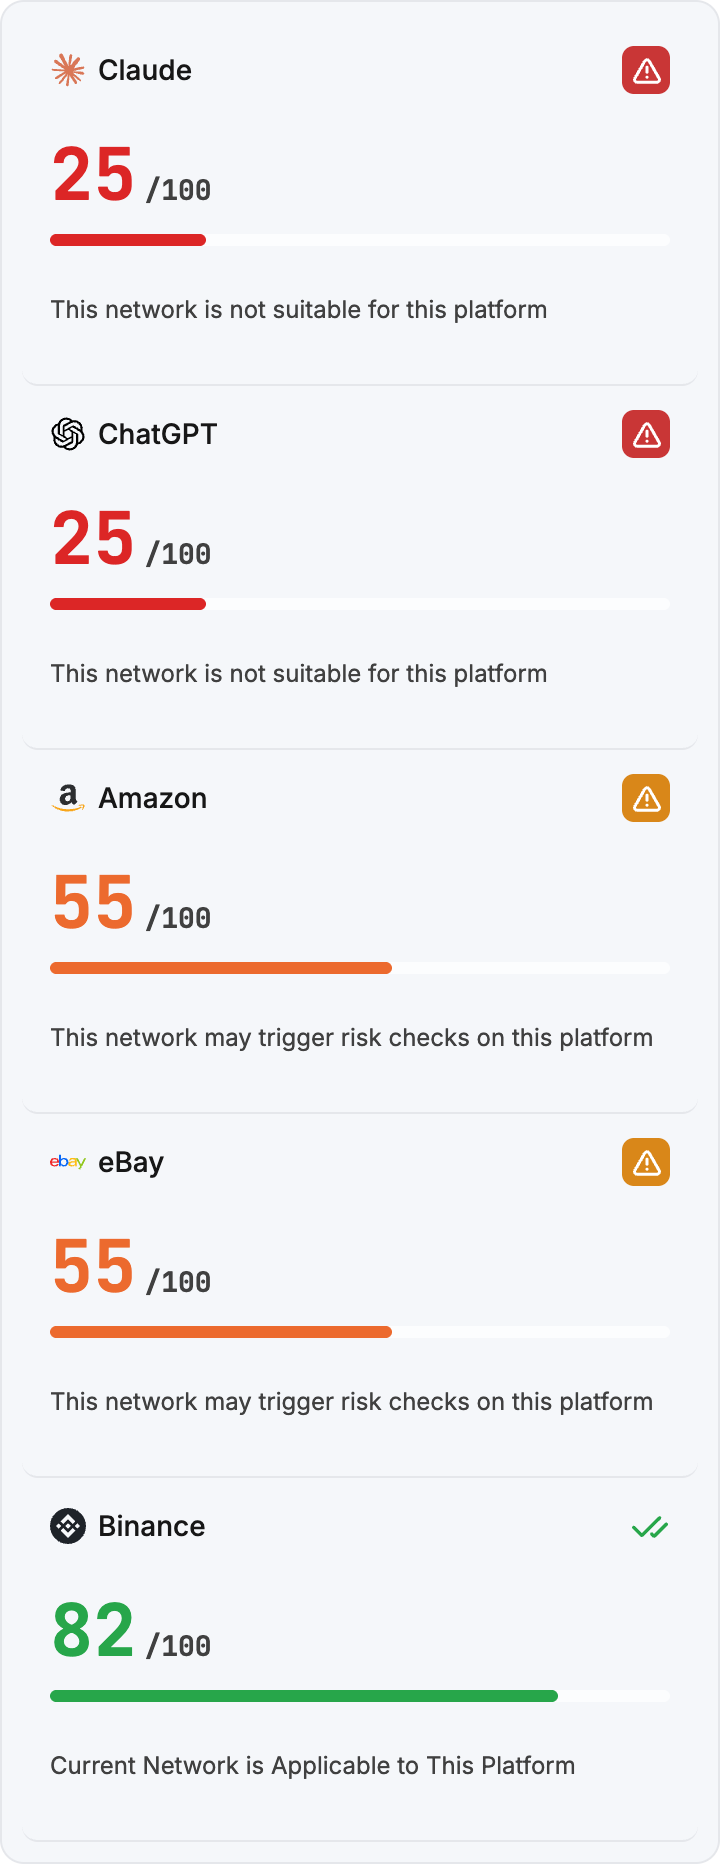 Claude
25 /100
This network is not suitable for this platform
ChatGPT
25 /100
This network is not suitable for this platform
a Amazon
55 /100
This network may trigger risk checks on this platform
ebay eBay
55 /100
This network may trigger risk checks on this platform
Binance
82 /100
Current Network is Applicable to This Platform